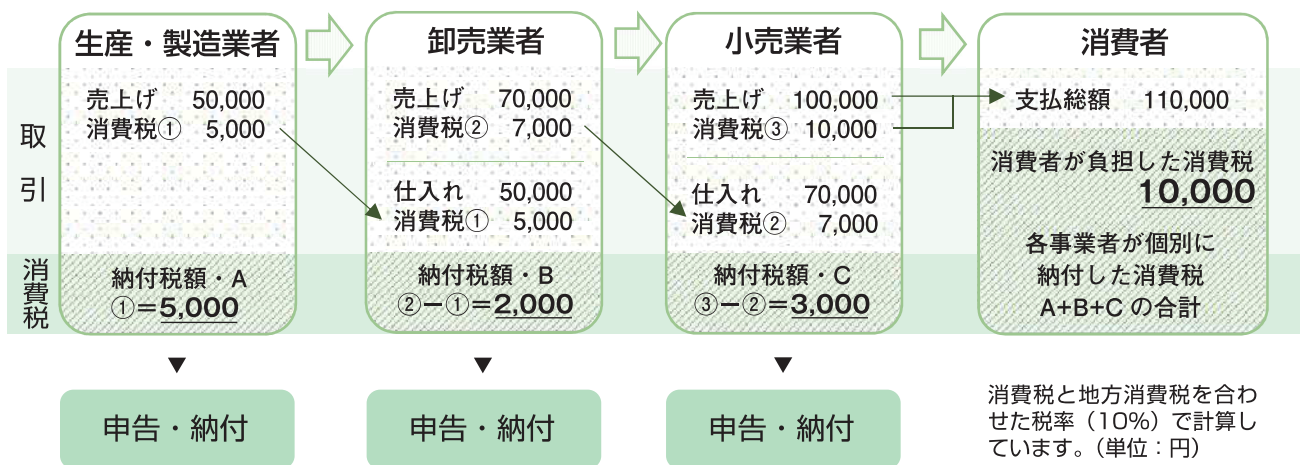 生産・製造業者
卸売業者
小売業者
消費者
取引
消費税
売上げ 50,000
消費税① 5,000
納付税額・A
①＝5,000
▼
申告・納付
売上げ 70,000
消費税② 7,000
仕入れ 50,000
消費税① 5,000
納付税額・B
②－①＝2,000
▼
申告・納付
売上げ 100,000
消費税③ 10,000
仕入れ 70,000
消費税② 7,000
納付税額・C
③－②＝3,000
▼
申告・納付
支払総額 110,000
消費者が負担した消費税
10,000
各事業者が個別に
納付した消費税
A+B+C の合計
消費税と地方消費税を合わ
せた税率（10％）で計算し
ています。（単位：円）